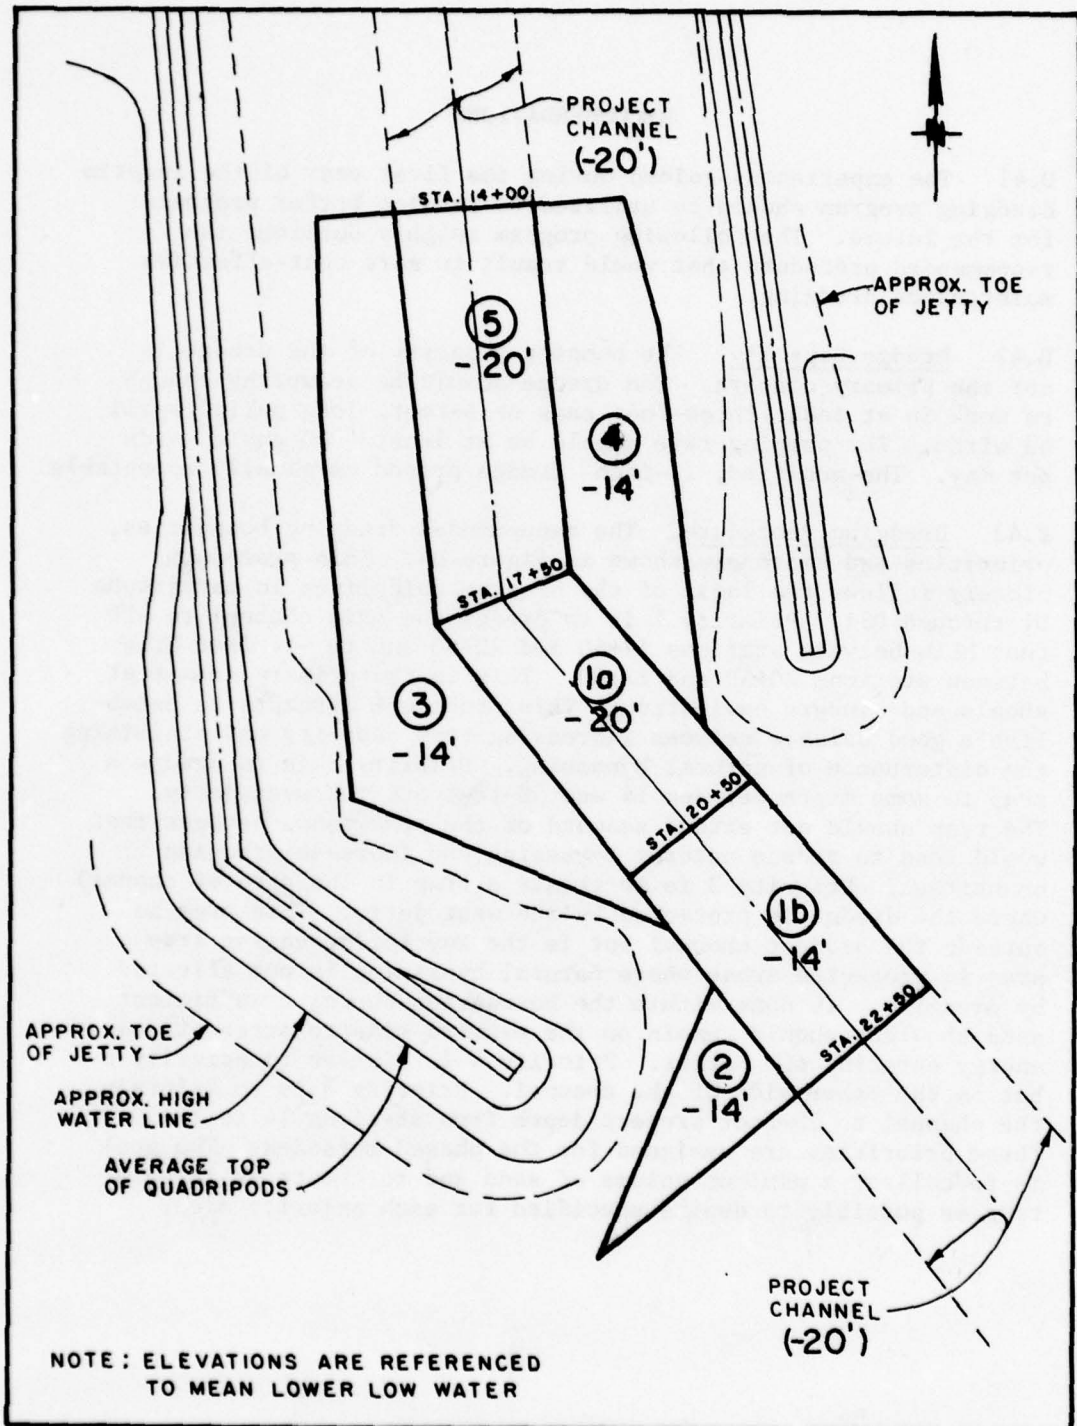 PROJECT
CHANNEL
(-20')
STA. 14+00
APPROX. TOE
OF JETTY
5
-20'
4
-14'
STA. 17+50
1a
-20'
3
-14'
STA. 20+50
1b
-14'
STA. 22+50
2
-14'
APPROX. TOE
OF JETTY
APPROX. HIGH
WATER LINE
AVERAGE TOP
OF QUADRIPODS
PROJECT
CHANNEL
(-20')
NOTE: ELEVATIONS ARE REFERENCED
TO MEAN LOWER LOW WATER